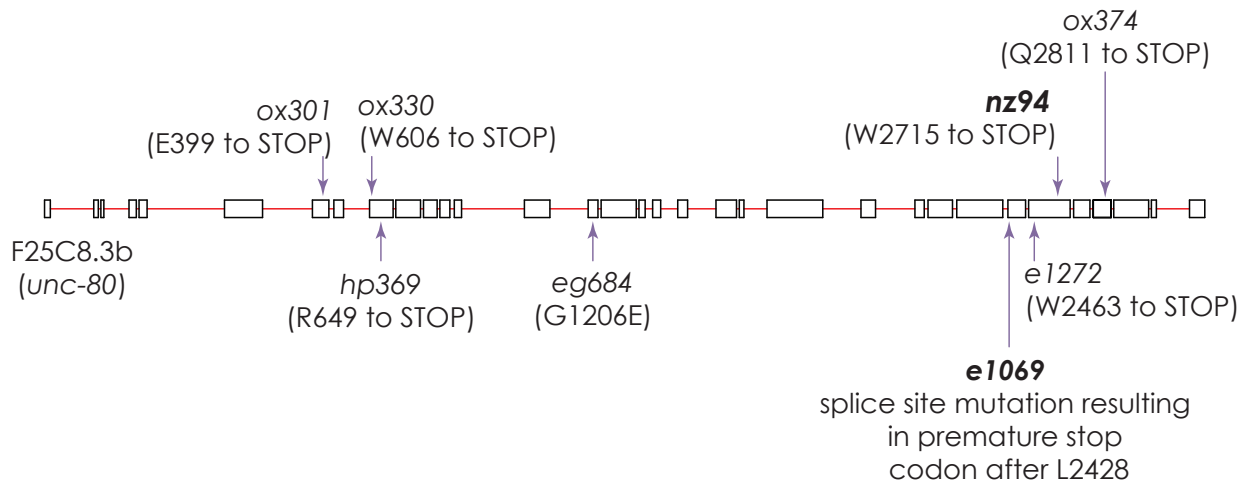 ox374
(Q2811 to STOP)
nz94
(W2715 to STOP)
ox301
(E399 to STOP)
ox330
(W606 to STOP)
F25C8.3b
(unc-80)
hp369
(R649 to STOP)
eg684
(G1206E)
e1272
(W2463 to STOP)
e1069
splice site mutation resulting
in premature stop
codon after L2428